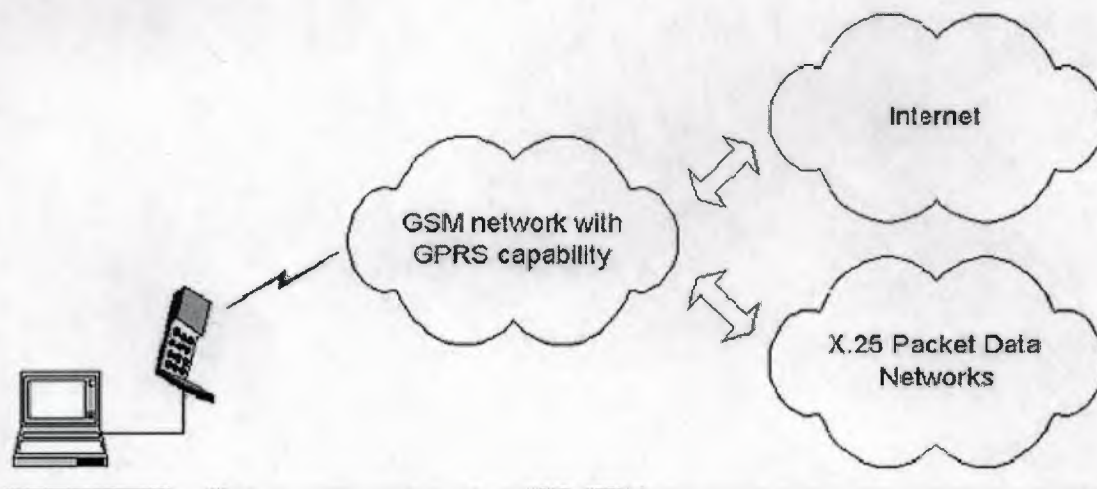 Internet
GSM network with
GPRS capability
X.25 Packet Data
Networks